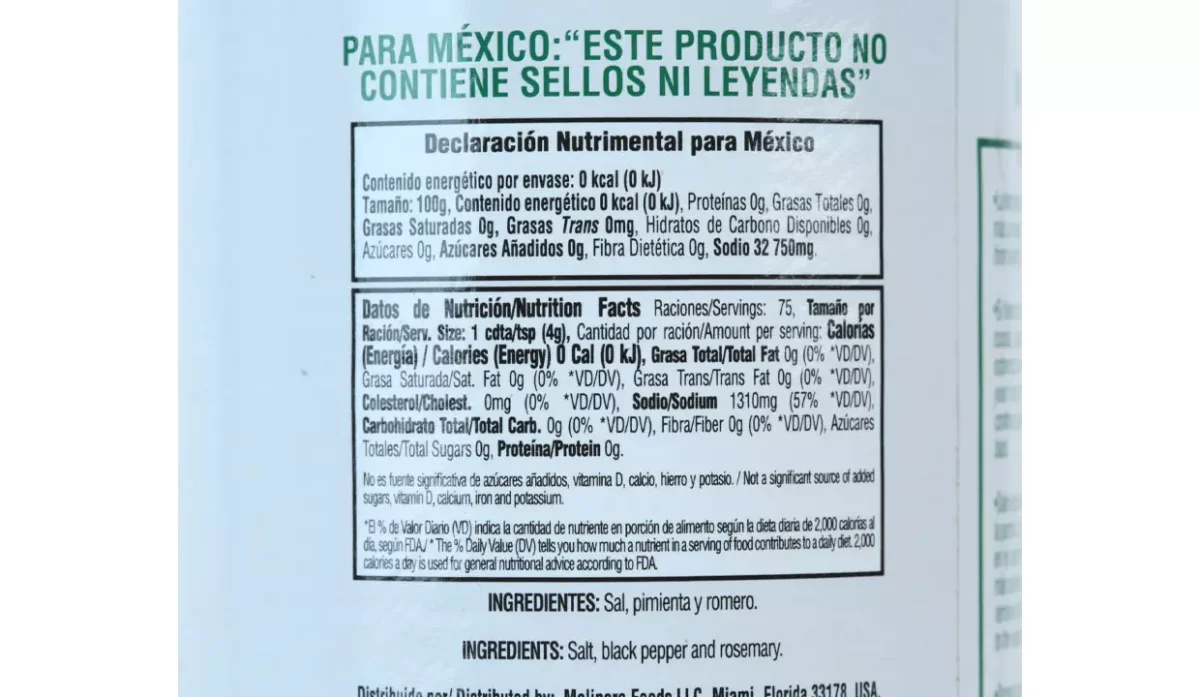 PARA MÉXICO: “ESTE PRODUCTO NO
CONTIENE SELLOS NI LEYENDAS”
Declaración Nutrimental para México
Contenido energético por envase: 0 kcal (0 kJ)
Tamaño: 100g, Contenido energético 0 kcal (0 kJ), Proteínas 0g, Grasas Totales 0g,
Grasas Saturadas 0g, Grasas Trans 0mg, Hidratos de Carbono Disponibles 0g,
Azúcares 0g, Azúcares Añadidos 0g, Fibra Dietética 0g, Sodio 32 750mg.
Datos de Nutrición/Nutrition Facts Raciones/Servings: 75, Tamaño por
Ración/Serv. Size: 1 cdta/tsp (4g), Cantidad por ración/Amount per serving: Calorías
(Energía) / Calories (Energy) 0 Cal (0 kJ), Grasa Total/Total Fat 0g (0% *VD/DV),
Grasa Saturada/Sat. Fat 0g (0% *VD/DV), Grasa Trans/Trans Fat 0g (0% *VD/DV),
Colesterol/Cholest. 0mg (0% *VD/DV), Sodio/Sodium 1310mg (57% *VD/DV),
Carbohidrato Total/Total Carb. 0g (0% *VD/DV), Fibra/Fiber 0g (0% *VD/DV), Azúcares
Totales/Total Sugars 0g, Proteína/Protein 0g.
No es fuente significativa de azúcares añadidos, vitamina D, calcio, hierro y potasio. / Not a significant source of added
sugars, vitamin D, calcium, iron and potassium.
*El % de Valor Diario (VD) indica la cantidad de nutriente en porción de alimento según la dieta diaria de 2,000 calorías al
día, según FDA./ * The % Daily Value (DV) tells you how much a nutrient in a serving of food contributes to a daily diet. 2,000
calories a day is used for general nutritional advice according to FDA.
INGREDIENTES: Sal, pimienta y romero.
INGREDIENTS: Salt, black pepper and rosemary.
Distribuido por/ Distributed by: Molinero Foods LLC, Miami, Florida 33178, USA.